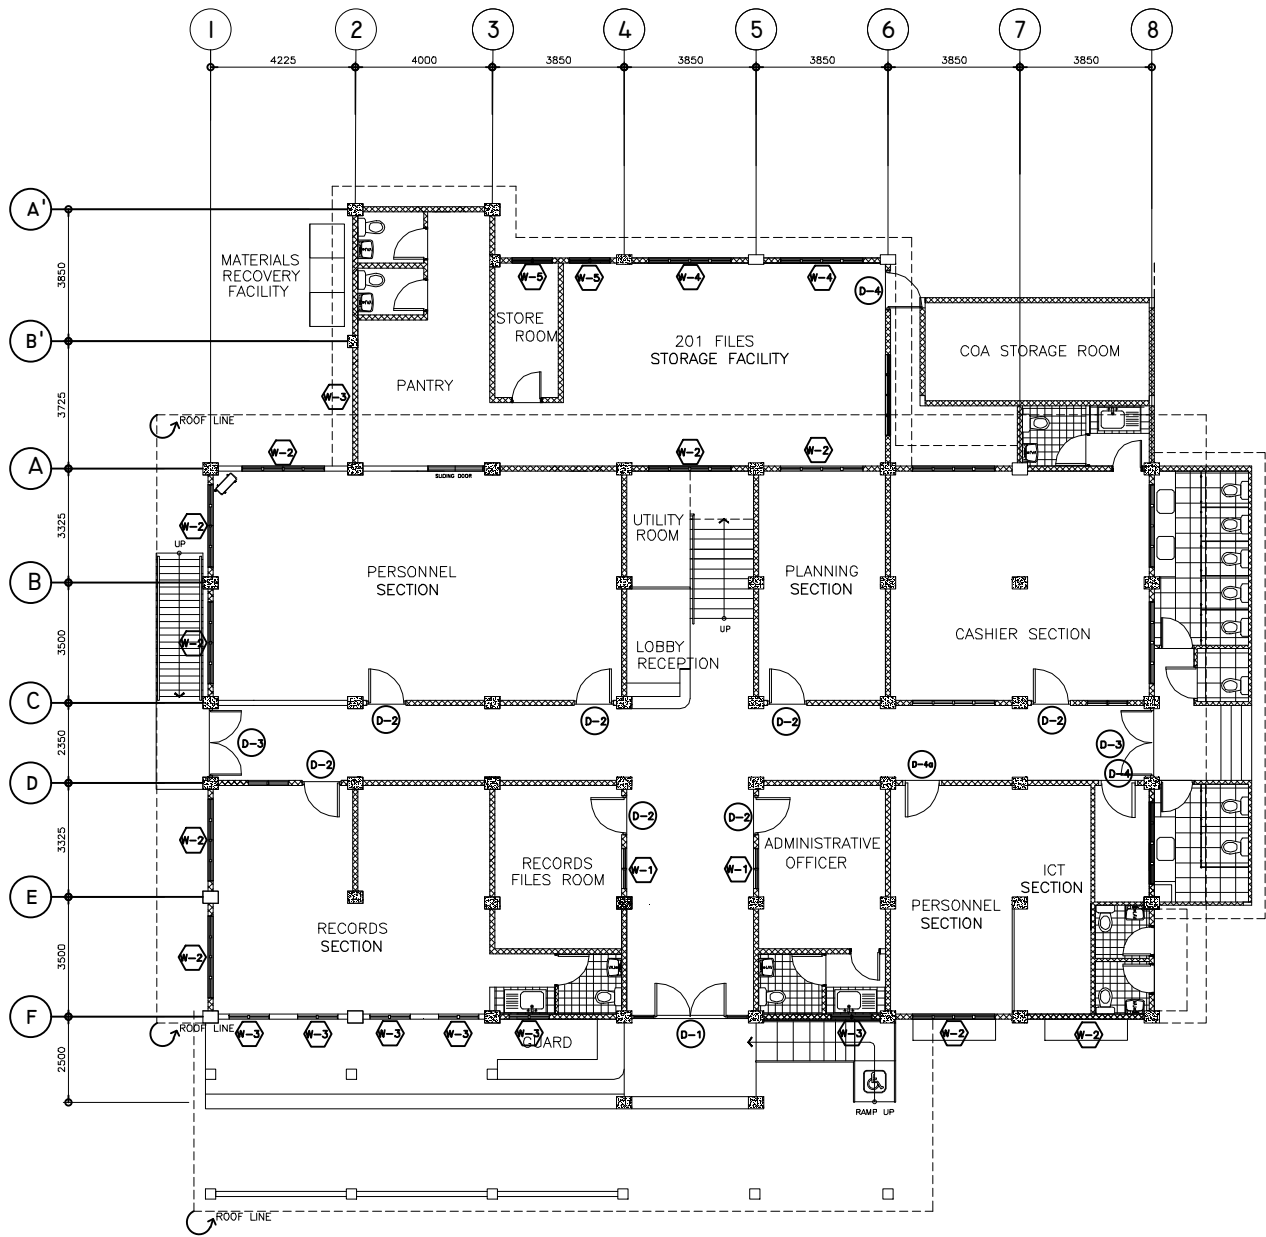 1 2 3 4 5 6 7 8
4225 4000 3850 3850 3850 3850 3850
A'
3850
MATERIALS
RECOVERY
FACILITY
W-5 W-5 W-4 W-4 D-4
STORE
ROOM
B'
201 FILES
STORAGE FACILITY
COA STORAGE ROOM
PANTRY
3725
W-3
ROOF LINE
W-2 W-2 W-2
A
SLIDING DOOR
3325
W-2
UTILITY
ROOM
UP
PERSONNEL
SECTION
PLANNING
SECTION
B
3500
W-2
UP
CASHIER SECTION
LOBBY
RECEPTION
C
D-2 D-2 D-2 D-2
2350
D-3 D-3
D-2 D-4a D-4
D
3325
W-2
D-2 D-2
ADMINISTRATIVE
OFFICER
RECORDS
FILES ROOM
W-1 W-1
ICT
SECTION
E
PERSONNEL
SECTION
RECORDS
SECTION
3500
W-2
F
ROOF LINE
W-3 W-3 W-3 W-3 W-3 D-1 W-3 W-2 W-2
GUARD
2500
RAMP UP
ROOF LINE